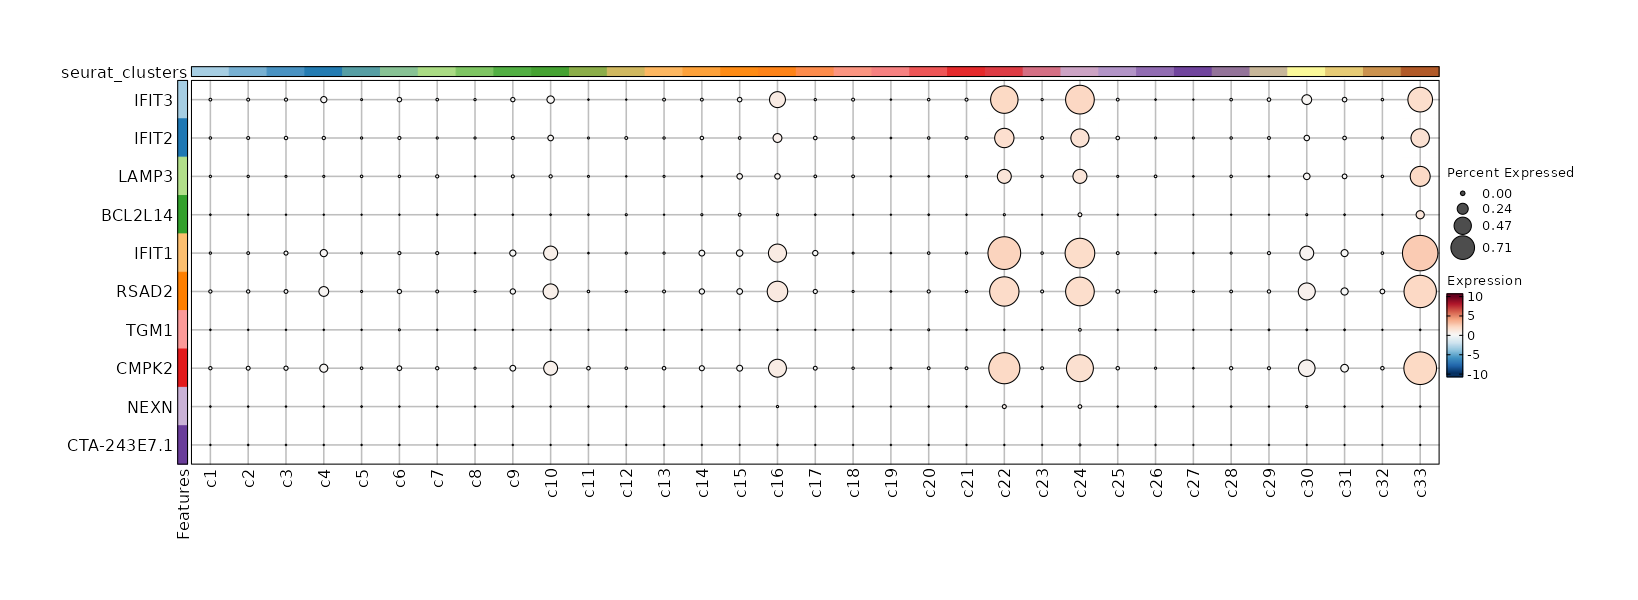 seurat_clusters
IFIT3
IFIT2
LAMP3
BCL2L14
IFIT1
RSAD2
TGM1
CMPK2
NEXN
CTA-243E7.1
Features
c1 c2 c3 c4 c5 c6 c7 c8 c9 c10 c11 c12 c13 c14 c15 c16 c17 c18 c19 c20 c21 c22 c23 c24 c25 c26 c27 c28 c29 c30 c31 c32 c33
Percent Expressed
0.00
0.24
0.47
0.71
Expression
10
5
0
-5
-10